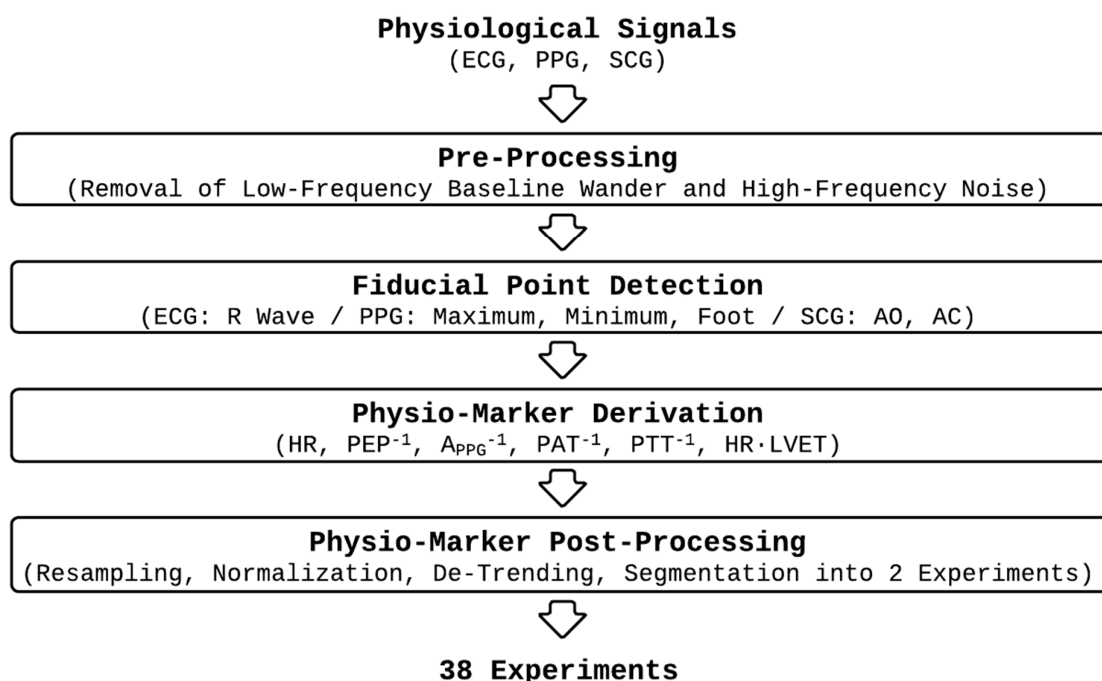 Physiological Signals
(ECG, PPG, SCG)
Pre-Processing
(Removal of Low-Frequency Baseline Wander and High-Frequency Noise)
Fiducial Point Detection
(ECG: R Wave / PPG: Maximum, Minimum, Foot / SCG: AO, AC)
Physio-Marker Derivation
(HR, PEP⁻¹, AₚₚG⁻¹, PAT⁻¹, PTT⁻¹, HR·LVET)
Physio-Marker Post-Processing
(Resampling, Normalization, De-Trending, Segmentation into 2 Experiments)
38 Experiments